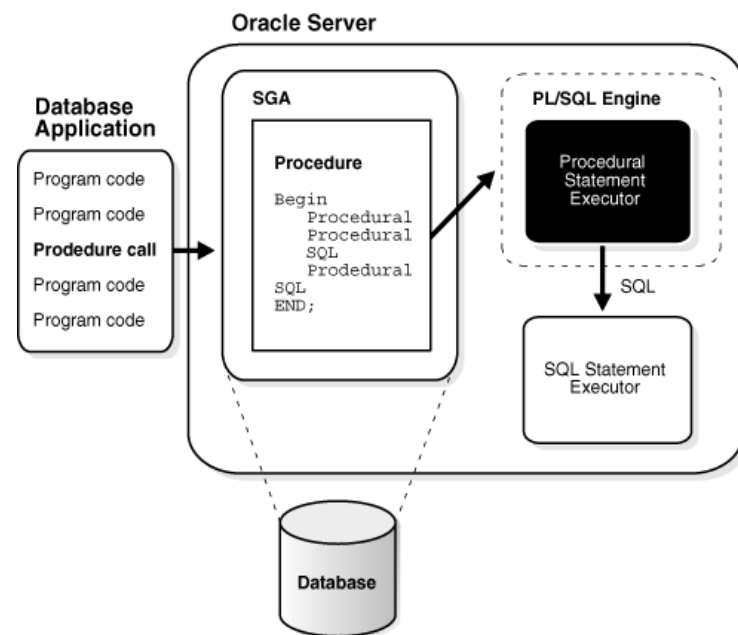 Oracle Server
Database
Application
Program code
Program code
Prodedure call
Program code
Program code
SGA
Procedure
Begin
Procedural
Procedural
SQL
Prodedural
SQL
END;
PL/SQL Engine
Procedural
Statement
Executor
SQL
SQL Statement
Executor
Database